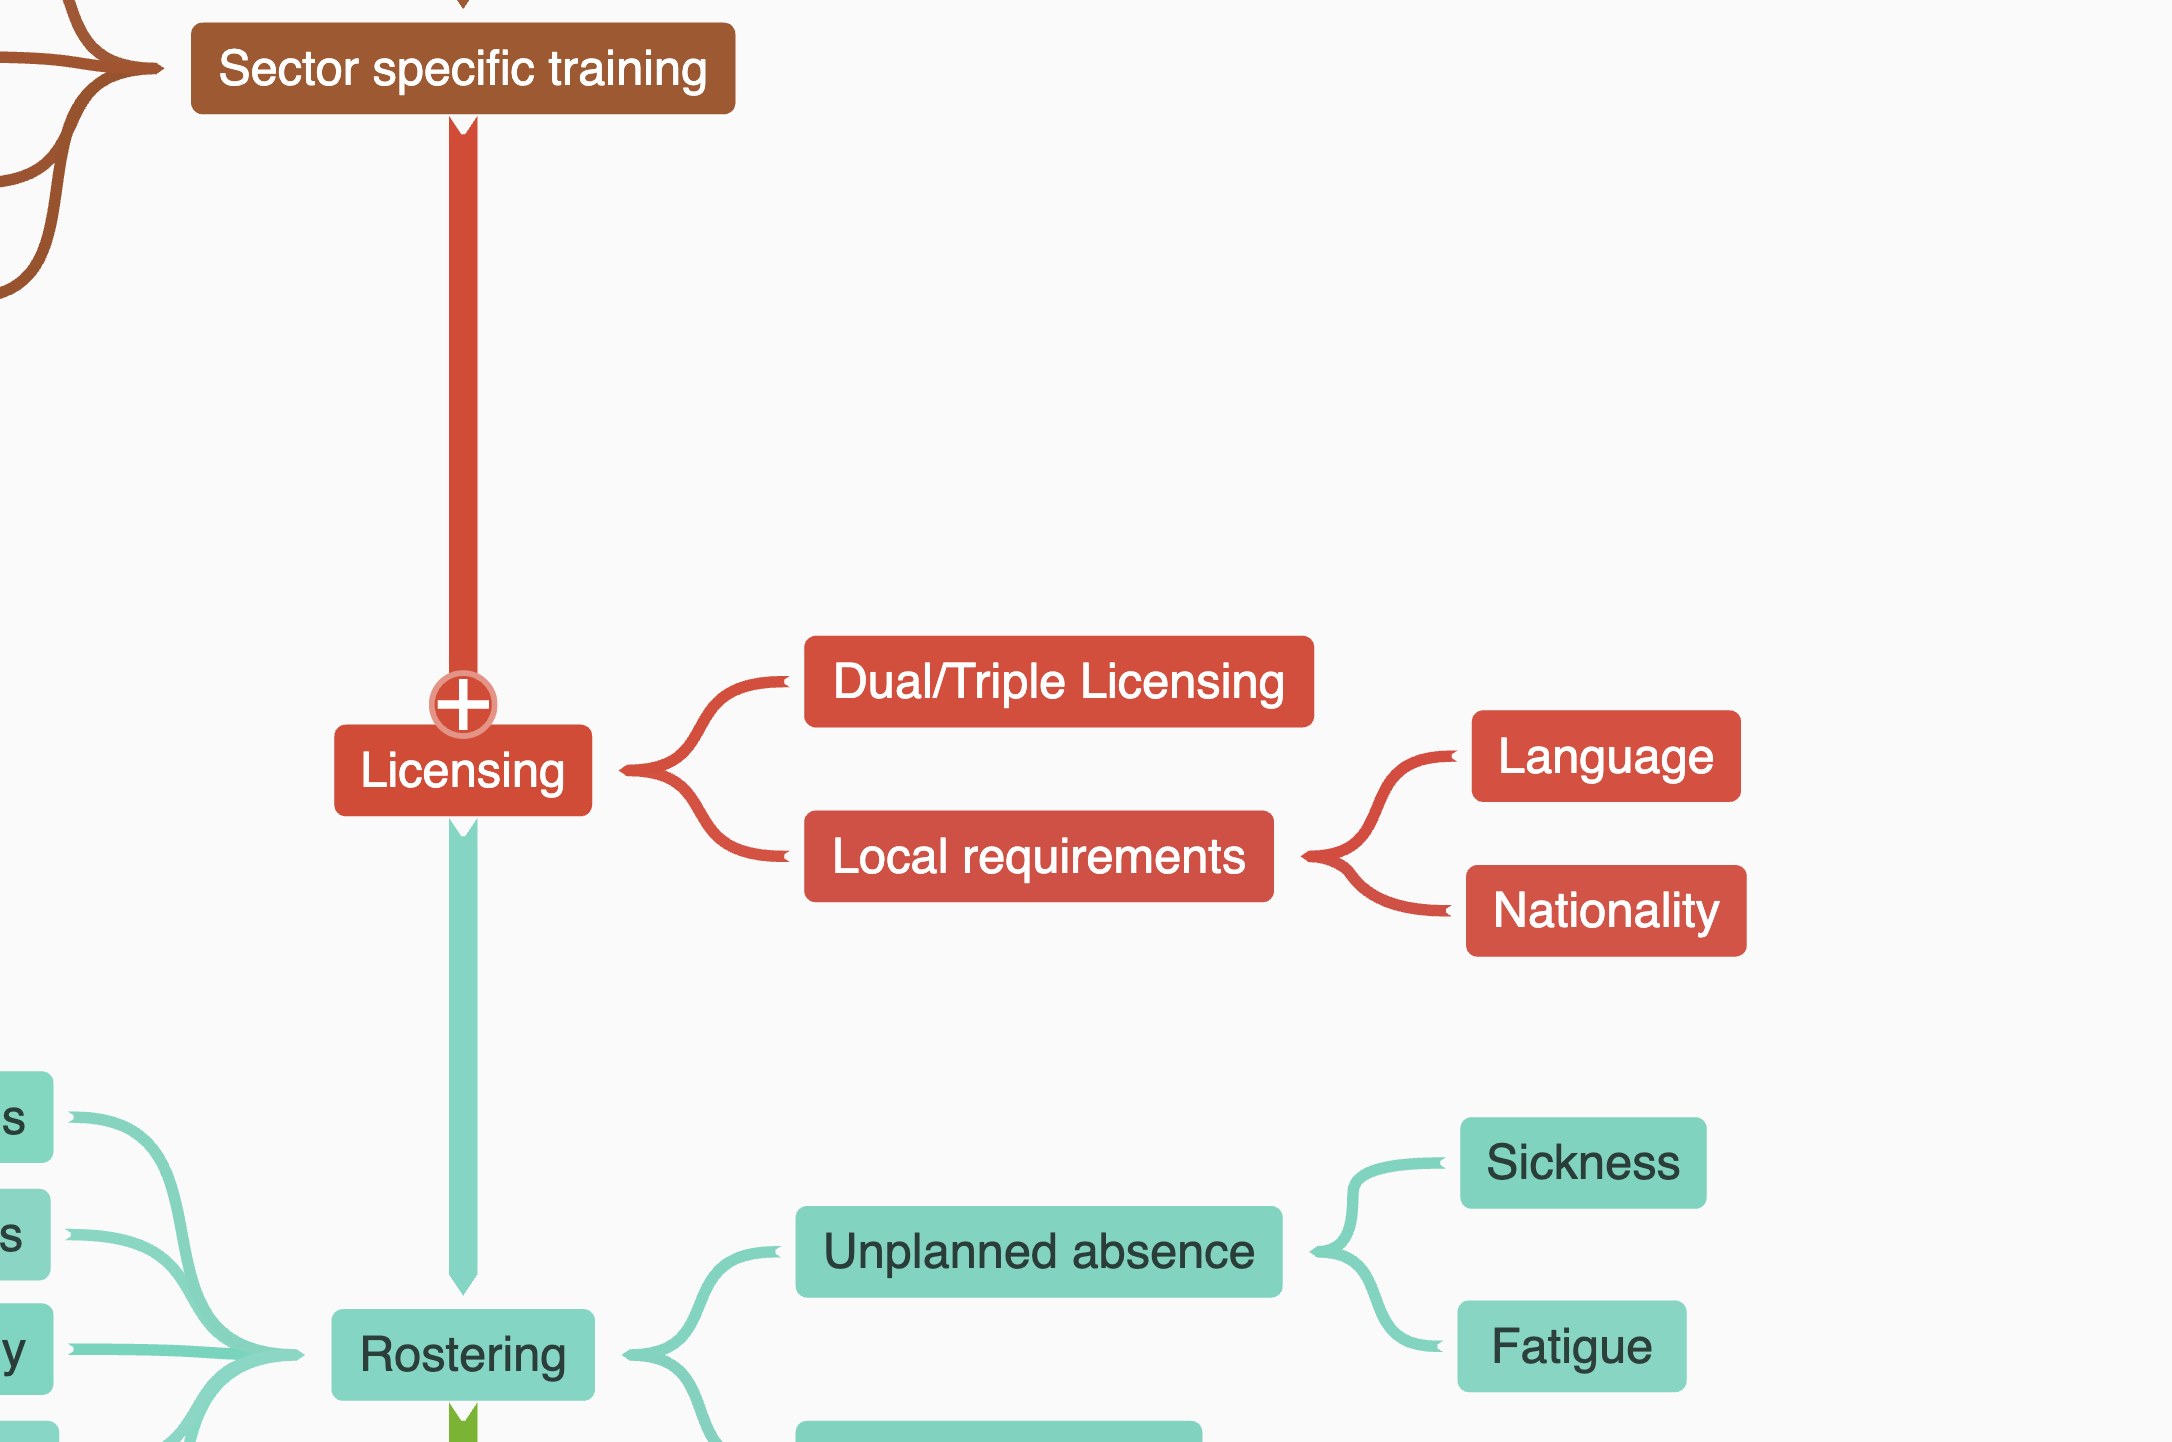 Sector specific training
Dual/Triple Licensing
Licensing
Language
Local requirements
Nationality
s
s
y
Rostering
Unplanned absence
Sickness
Fatigue